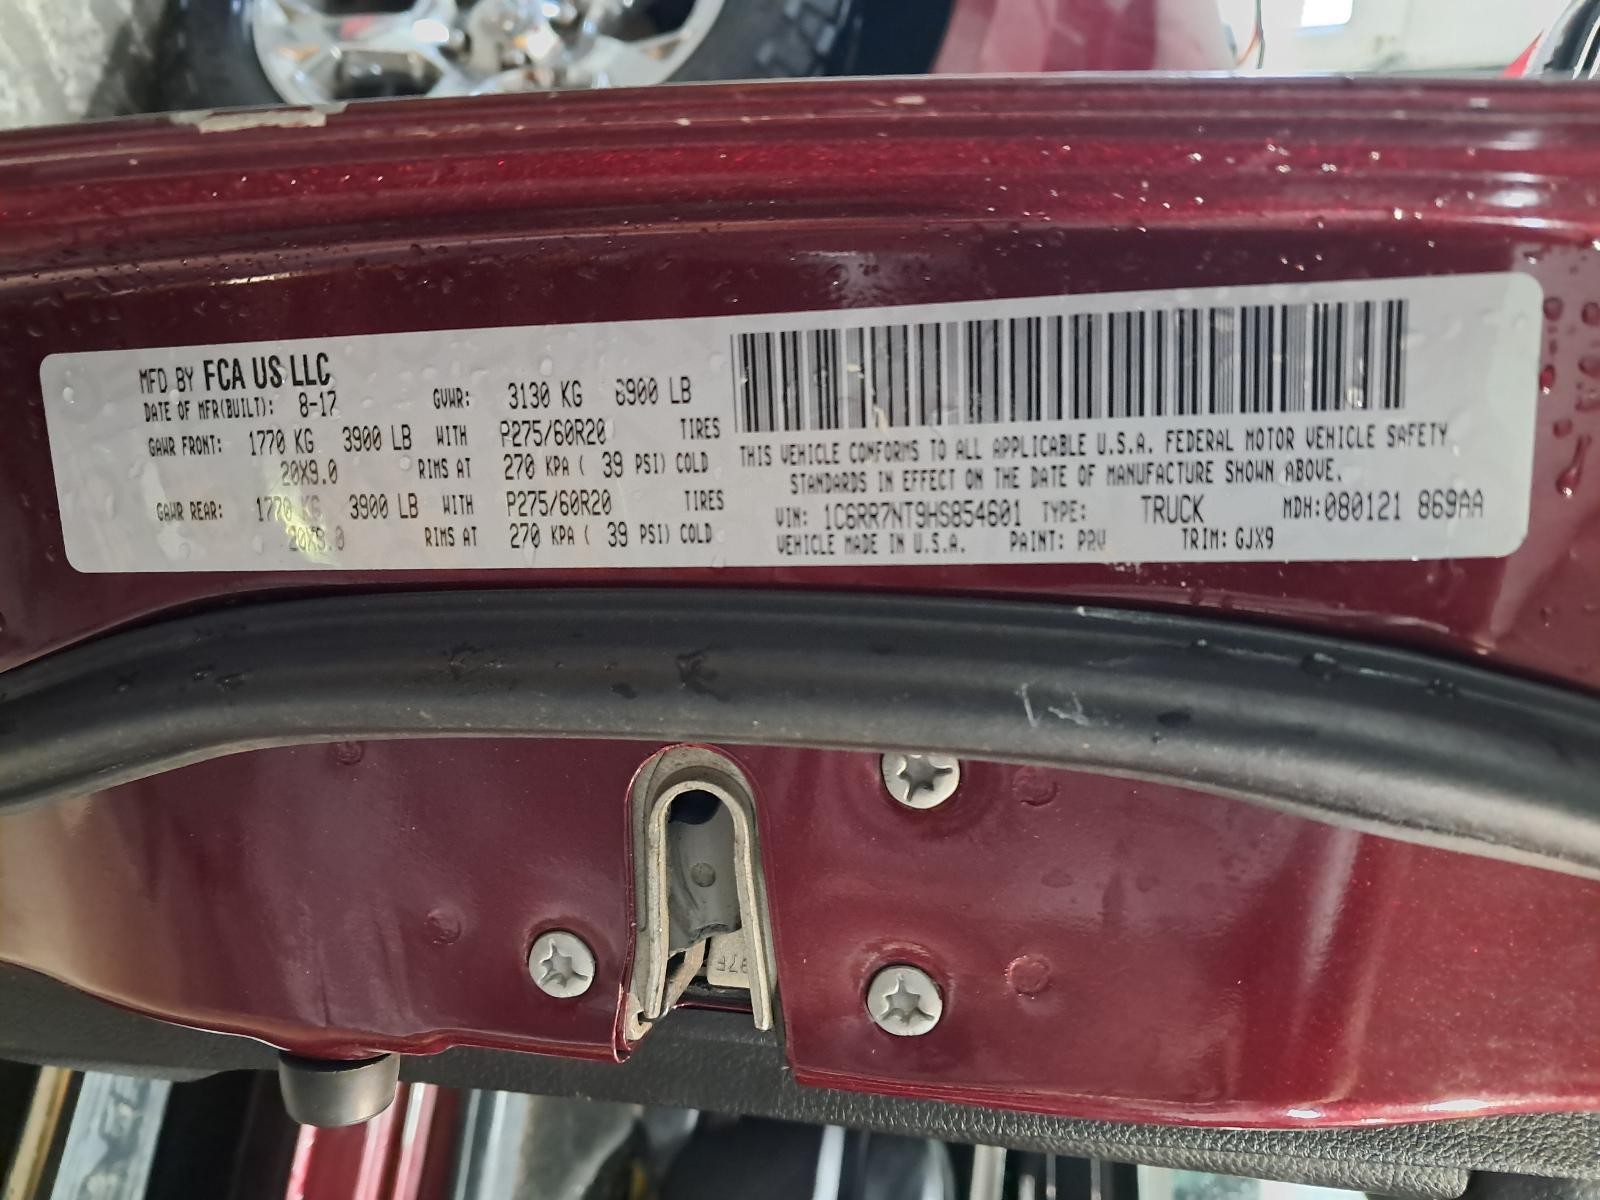 MFD BY FCA US LLC
DATE OF MFR(BUILT): 8-17 GVWR: 3130 KG 6900 LB
GAWR FRONT: 1770 KG 3900 LB WITH P275/60R20 TIRES
20X9.0 RIMS AT 270 KPA ( 39 PSI) COLD
GAWR REAR: 1770 KG 3900 LB WITH P275/60R20 TIRES
20X9.0 RIMS AT 270 KPA ( 39 PSI) COLD
THIS VEHICLE CONFORMS TO ALL APPLICABLE U.S.A. FEDERAL MOTOR VEHICLE SAFETY
STANDARDS IN EFFECT ON THE DATE OF MANUFACTURE SHOWN ABOVE.
VIN: 1C6RR7NT9HS854601 TYPE: TRUCK MDH:080121 869AA
VEHICLE MADE IN U.S.A. PAINT: PRV TRIM: GJX9